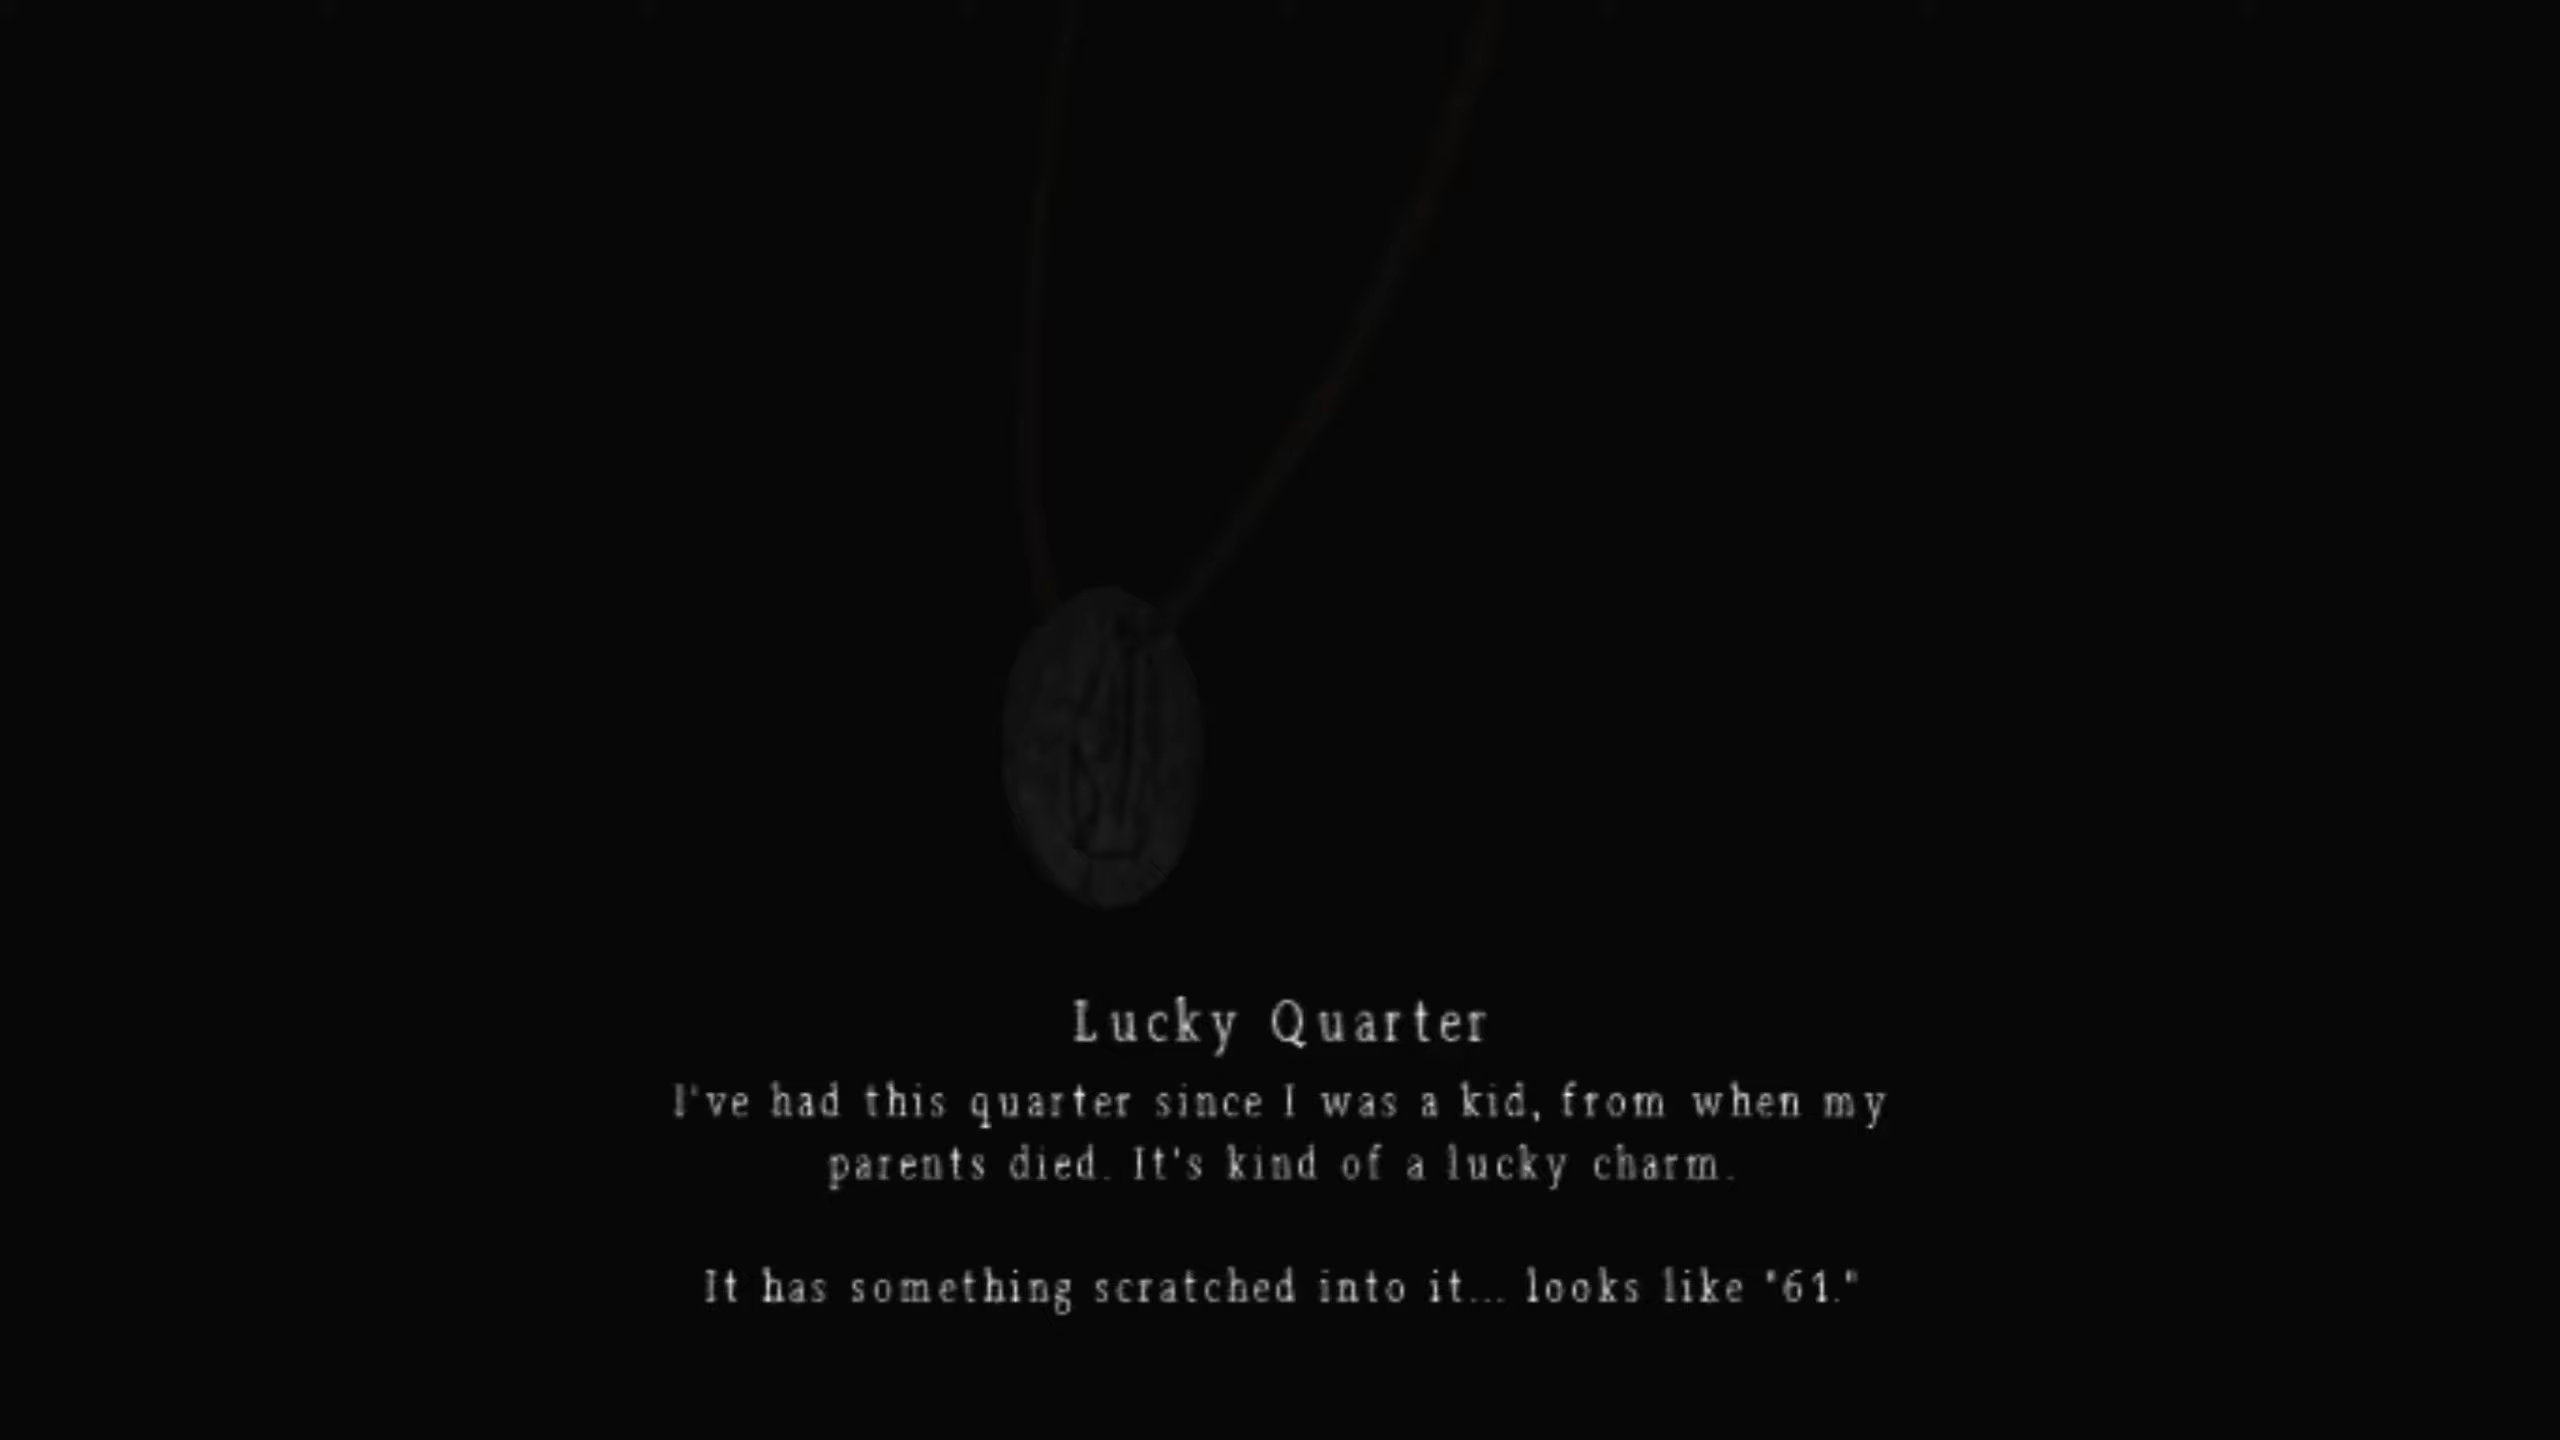 Lucky Quarter
I've had this quarter since I was a kid, from when my
parents died. It's kind of a lucky charm.
It has something scratched into it... looks like "61."